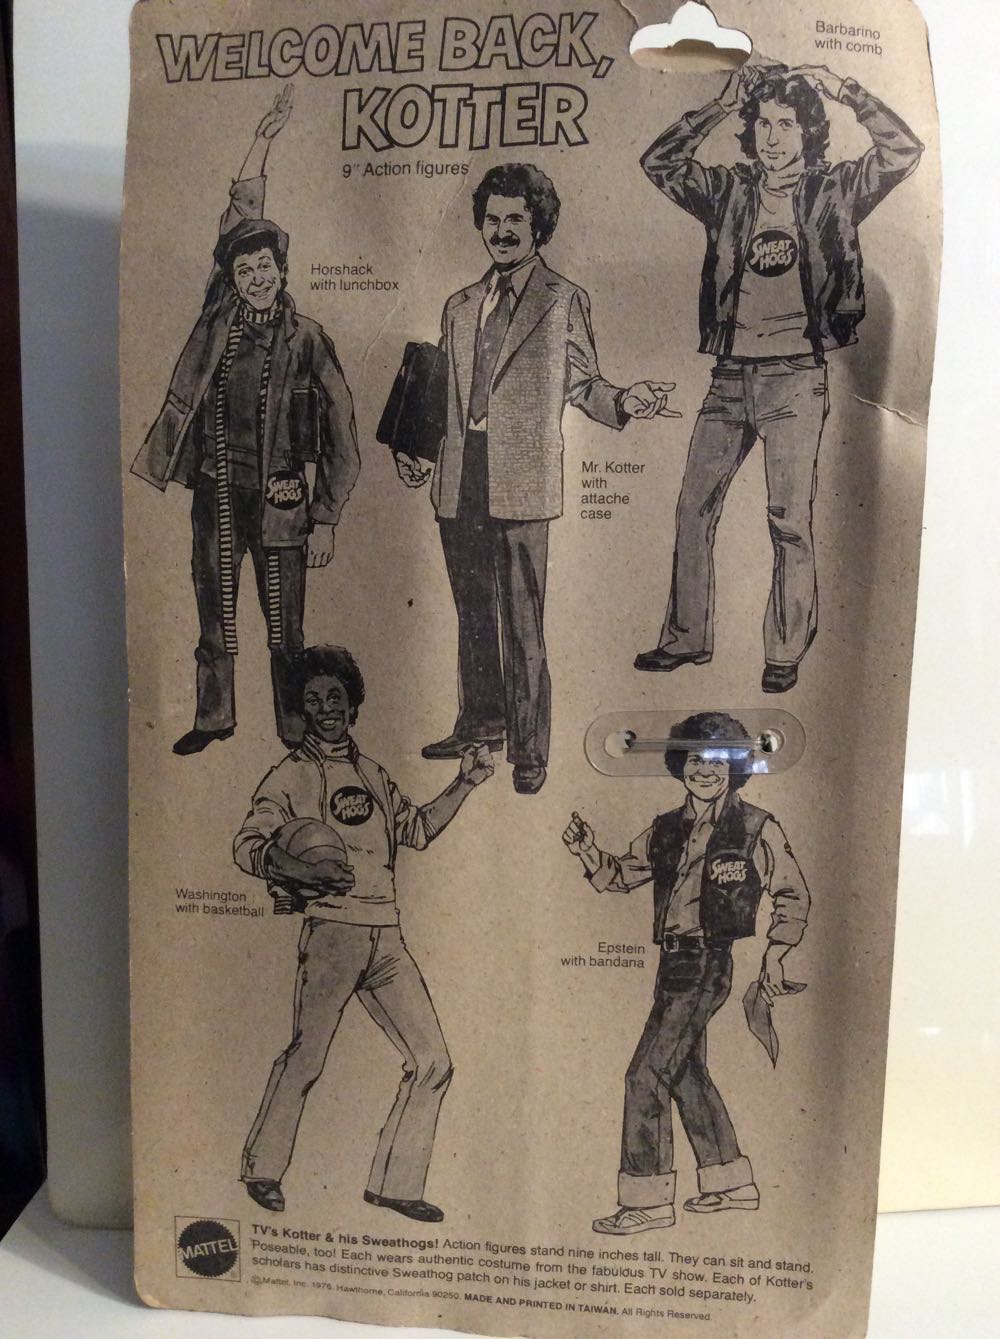 WELCOME BACK,
KOTTER
9" Action figures
Barbarino
with comb
SWEAT
HOGS
Horshack
with lunchbox
SWEAT
HOGS
Mr. Kotter
with
attache
case
SWEAT
HOGS
Washington
with basketball
SWEAT
HOGS
Epstein
with bandana
MATTEL
TV's Kotter & his Sweathogs! Action figures stand nine inches tall. They can sit and stand.
Poseable, too! Each wears authentic costume from the fabulous TV show. Each of Kotter's
scholars has distinctive Sweathog patch on his jacket or shirt. Each sold separately.
© Mattel, Inc. 1976. Hawthorne, California 90250. MADE AND PRINTED IN TAIWAN. All Rights Reserved.